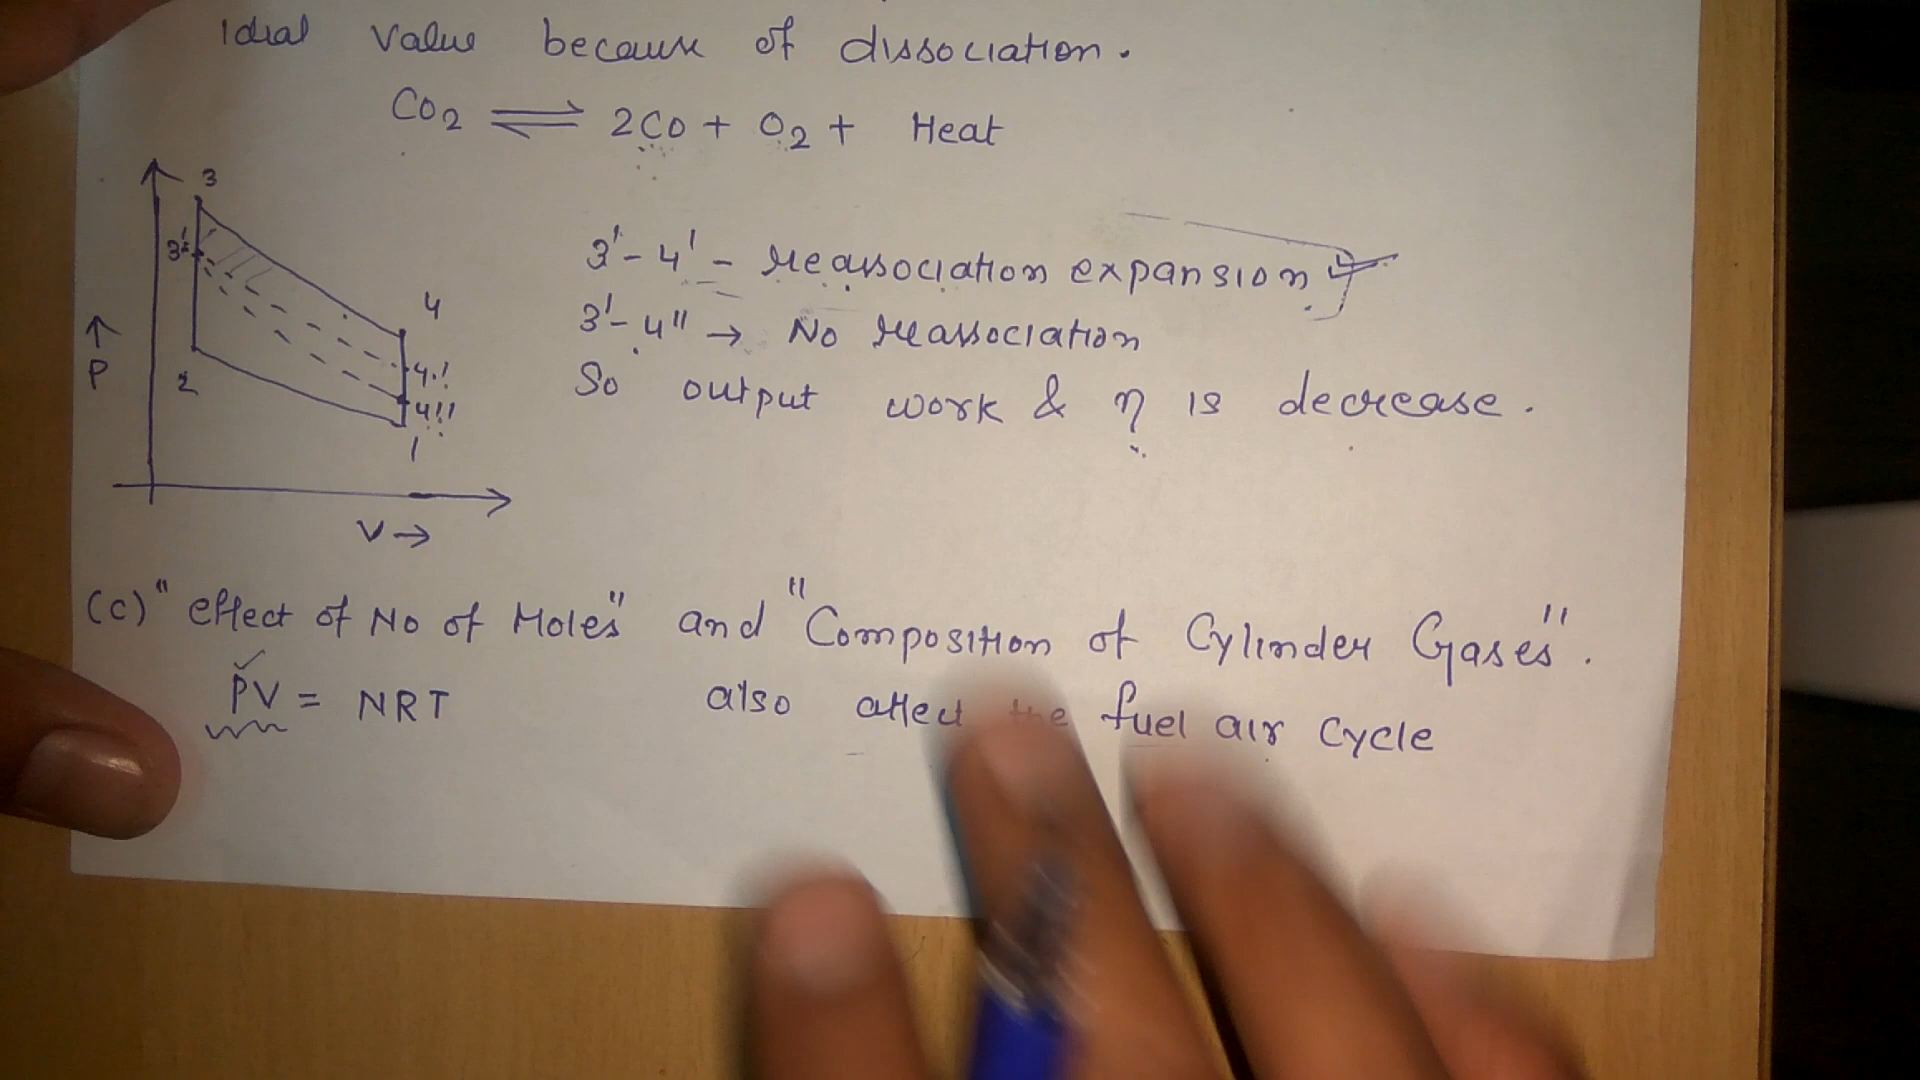 Ideal value because of dissociation.
CO2 ⇌ 2CO + O2 + Heat
3
3'
4
4'
2
4''
1
P
V →
3'-4' - reassociation expansion
3'-4'' → No reassociation
So output work & η is decrease.
(c) "effect of No of Moles" and "Composition of Cylinder Gases".
PV = NRT also affect the fuel air cycle